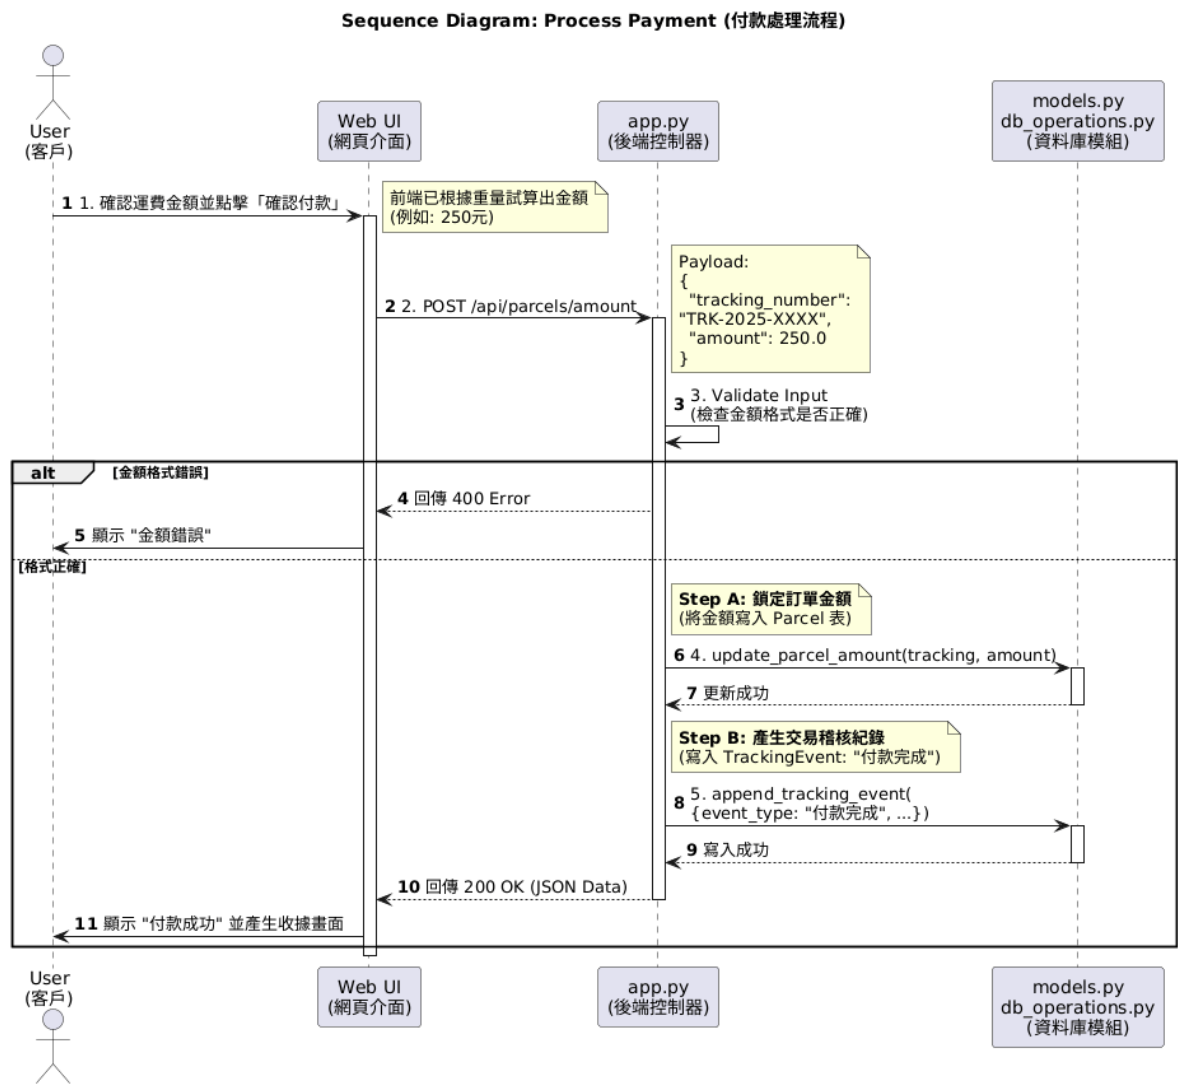 Sequence Diagram: Process Payment (付款處理流程)
User
(客戶)
Web UI
(網頁介面)
app.py
(後端控制器)
models.py
db_operations.py
(資料庫模組)
1 1. 確認運費金額並點擊「確認付款」
前端已根據重量試算出金額
(例如: 250元)
2 2. POST /api/parcels/amount
Payload:
{
"tracking_number":
"TRK-2025-XXXX",
"amount": 250.0
}
3 3. Validate Input
(檢查金額格式是否正確)
alt [金額格式錯誤]
4 回傳 400 Error
5 顯示 "金額錯誤"
[格式正確]
Step A: 鎖定訂單金額
(將金額寫入 Parcel 表)
6 4. update_parcel_amount(tracking, amount)
7 更新成功
Step B: 產生交易稽核紀錄
(寫入 TrackingEvent: "付款完成")
8 5. append_tracking_event(
{event_type: "付款完成", ...})
9 寫入成功
10 回傳 200 OK (JSON Data)
11 顯示 "付款成功" 並產生收據畫面
User
(客戶)
Web UI
(網頁介面)
app.py
(後端控制器)
models.py
db_operations.py
(資料庫模組)